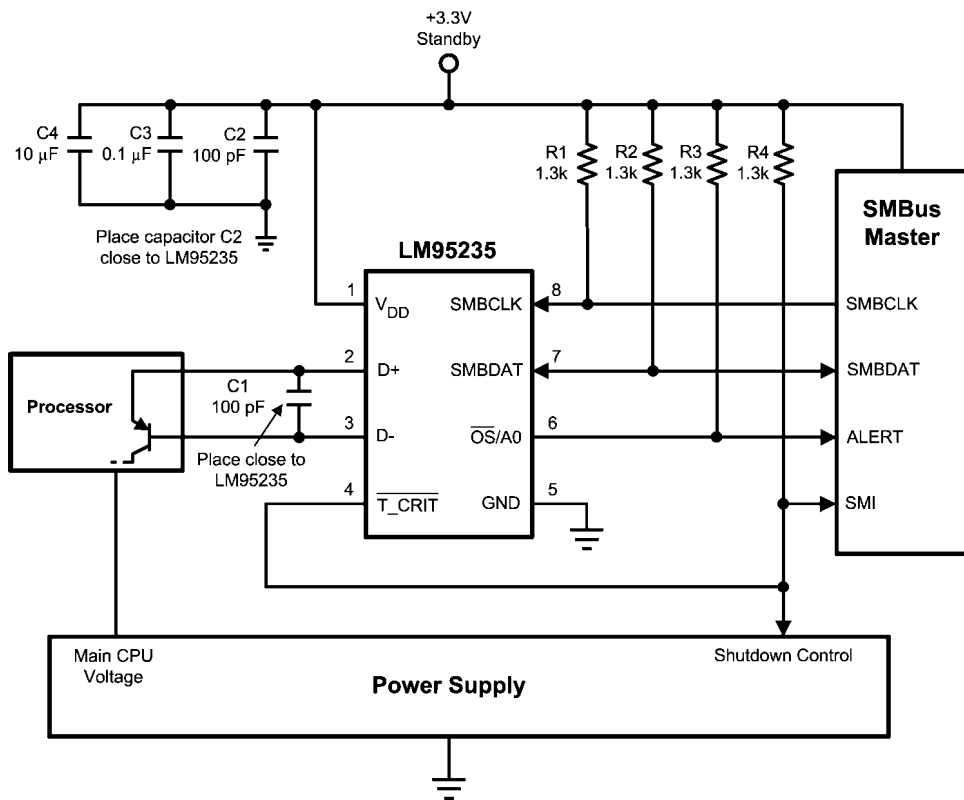 +3.3V
Standby
C4
10 μF
C3
0.1 μF
C2
100 pF
R1
1.3k
R2
1.3k
R3
1.3k
R4
1.3k
SMBus
Master
Place capacitor C2
close to LM95235
LM95235
1
VDD
SMBCLK
8
SMBCLK
2
D+
SMBDAT
7
SMBDAT
Processor
C1
100 pF
3
D-
OS/A0
6
ALERT
Place close to
LM95235
4
T_CRIT
GND
5
SMI
Main CPU
Voltage
Shutdown Control
Power Supply